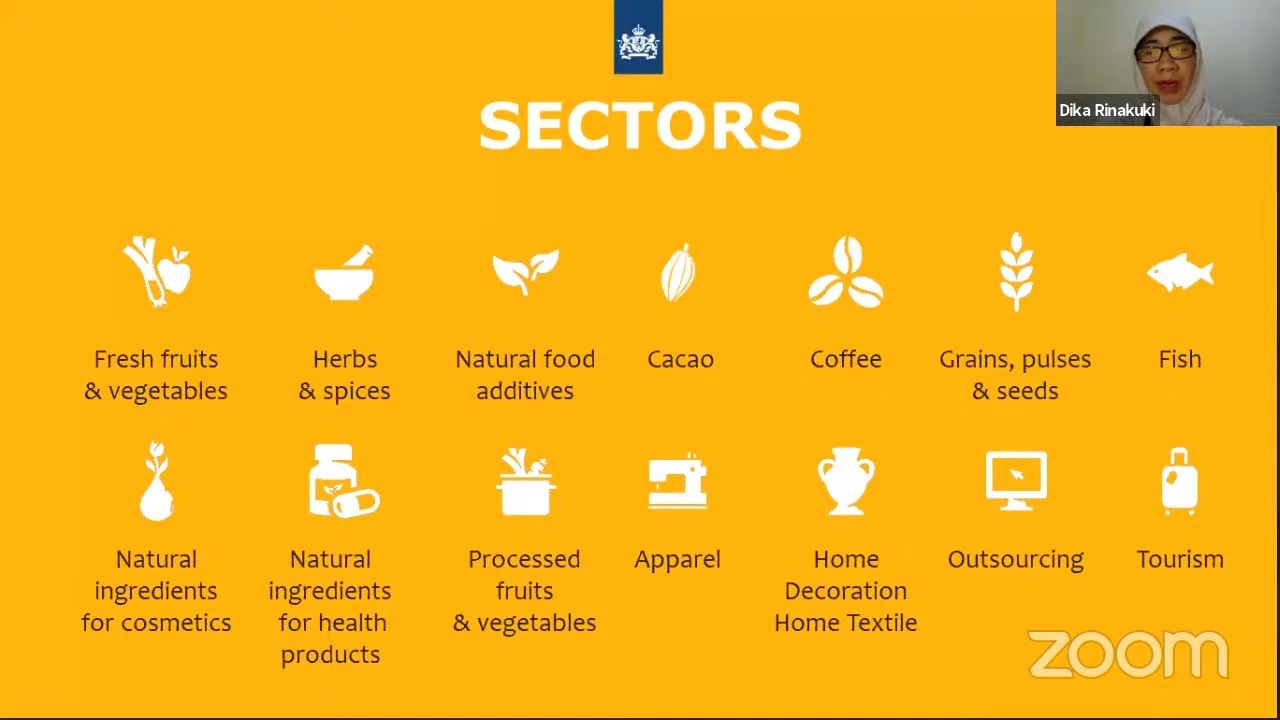 SECTORS
Dika Rinakuki
Fresh fruits
& vegetables
Herbs
& spices
Natural food
additives
Cacao
Coffee
Grains, pulses
& seeds
Fish
Natural
ingredients
for cosmetics
Natural
ingredients
for health
products
Processed
fruits
& vegetables
Apparel
Home
Decoration
Home Textile
Outsourcing
Tourism
zoom